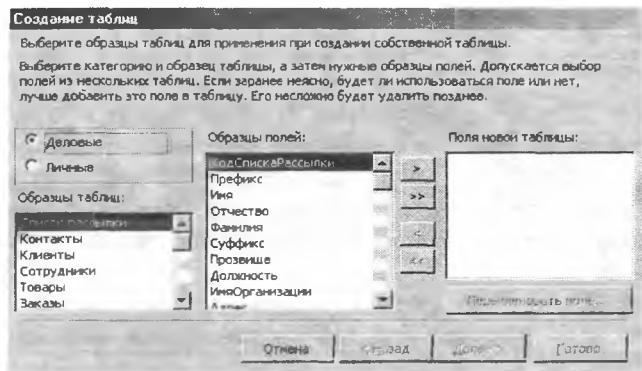 Создание таблиц
Выберите образцы таблиц для применения при создании собственной таблицы.
Выберите категорию и образец таблицы, а затем нужные образцы полей. Допускается выбор
полей из нескольких таблиц. Если заранее неясно, будет ли использоваться поле или нет,
лучше добавить это поле в таблицу. Его несложно будет удалить позднее.
Деловые
Личные
Образцы таблиц:
Список рассылки
Контакты
Клиенты
Сотрудники
Товары
Заказы
Образцы полей:
КодСпискаРассылки
Префикс
Имя
Отчество
Фамилия
Суффикс
Прозвище
Должность
ИмяОрганизации
Адрес
>
>>
<
<<
Поля новой таблицы:
Переименовать поле...
Отмена
< Назад
Далее >
Готово